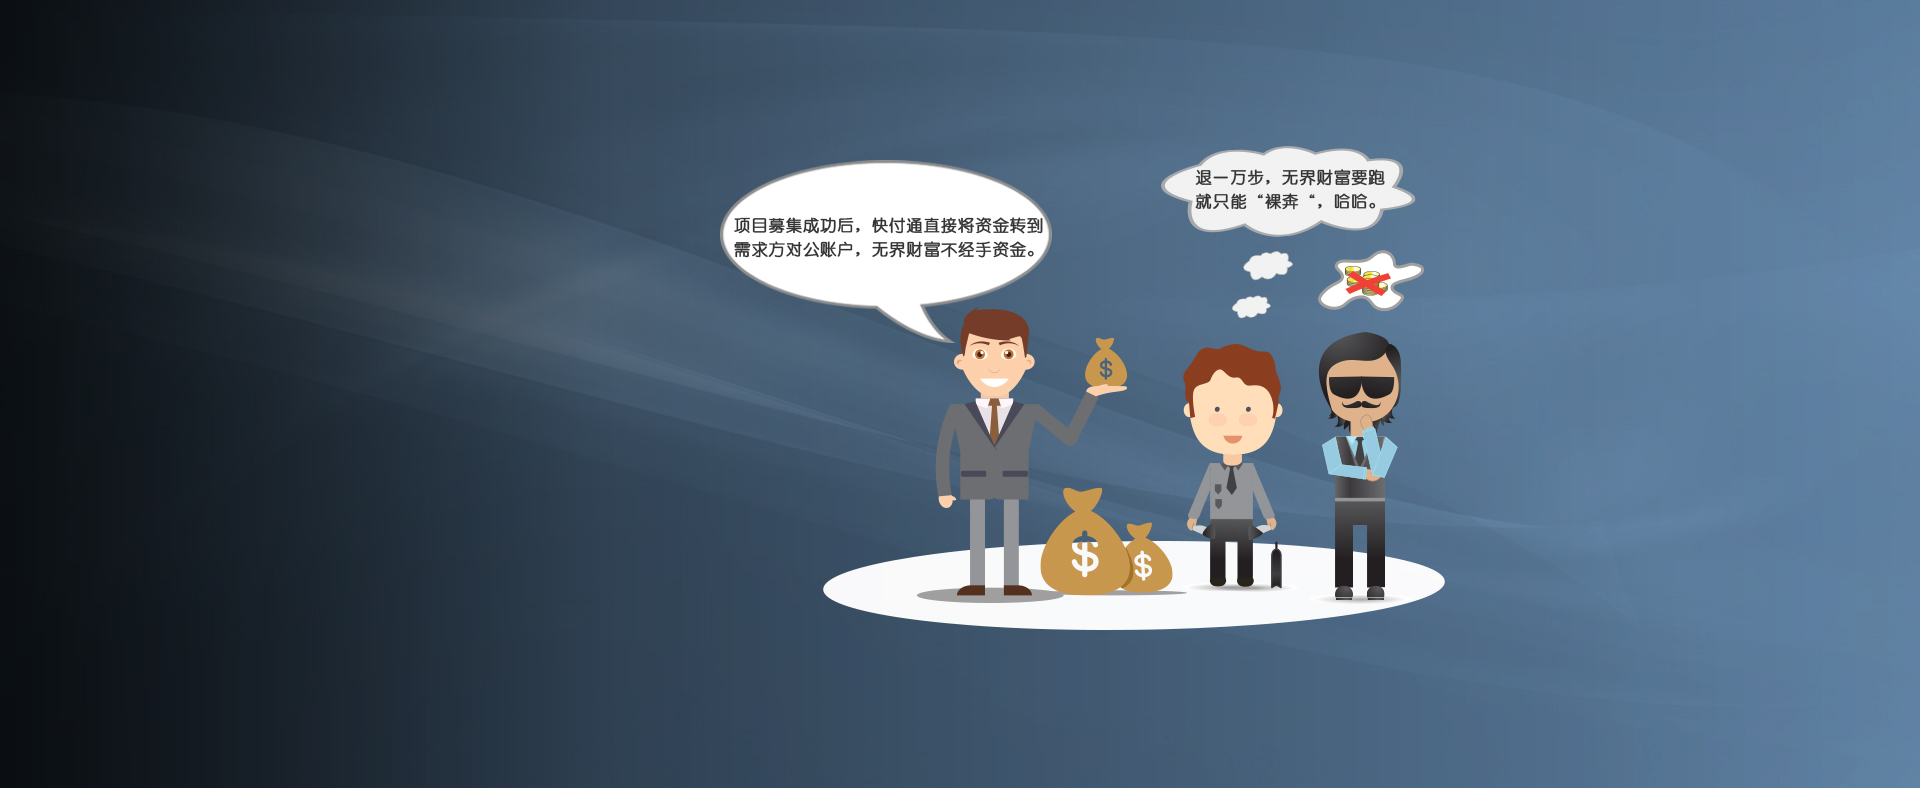 项目募集成功后，快付通直接将资金转到
需求方对公账户，无界财富不经手资金。
退一万步，无界财富要跑
就只能“裸奔“，哈哈。
$
$
$